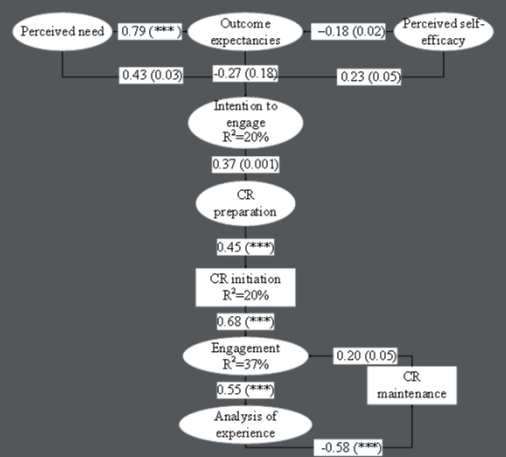 Perceived need
0.79 (***)
Outcome
expectancies
–0.18 (0.02)
Perceived self-
efficacy
0.43 (0.03)
-0.27 (0.18)
0.23 (0.05)
Intention to
engage
R²=20%
0.37 (0.001)
CR
preparation
0.45 (***)
CR initiation
R²=20%
0.68 (***)
Engagement
R²=37%
0.20 (0.05)
0.55 (***)
CR
maintenance
Analysis of
experience
-0.58 (***)